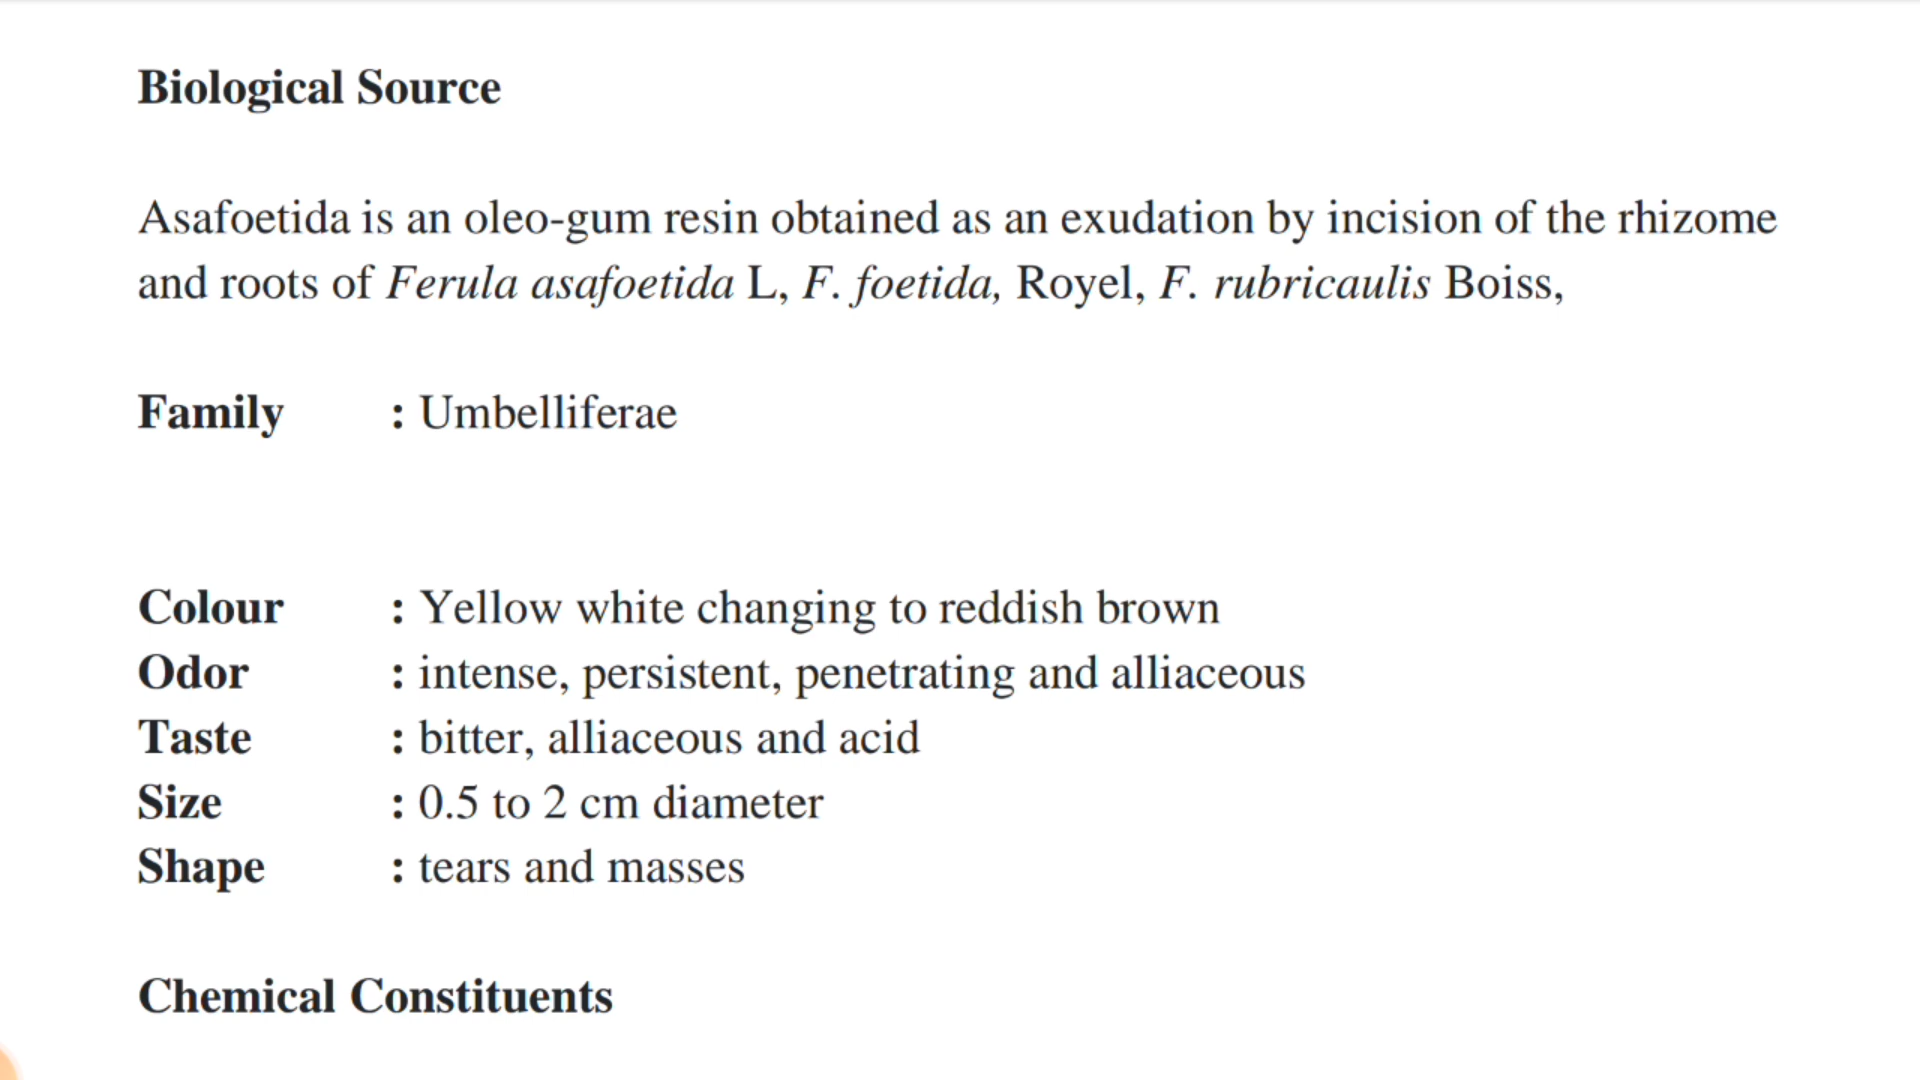 Biological Source
Asafoetida is an oleo-gum resin obtained as an exudation by incision of the rhizome
and roots of Ferula asafoetida L, F. foetida, Royel, F. rubricaulis Boiss,
Family : Umbelliferae
Colour : Yellow white changing to reddish brown
Odor : intense, persistent, penetrating and alliaceous
Taste : bitter, alliaceous and acid
Size : 0.5 to 2 cm diameter
Shape : tears and masses
Chemical Constituents